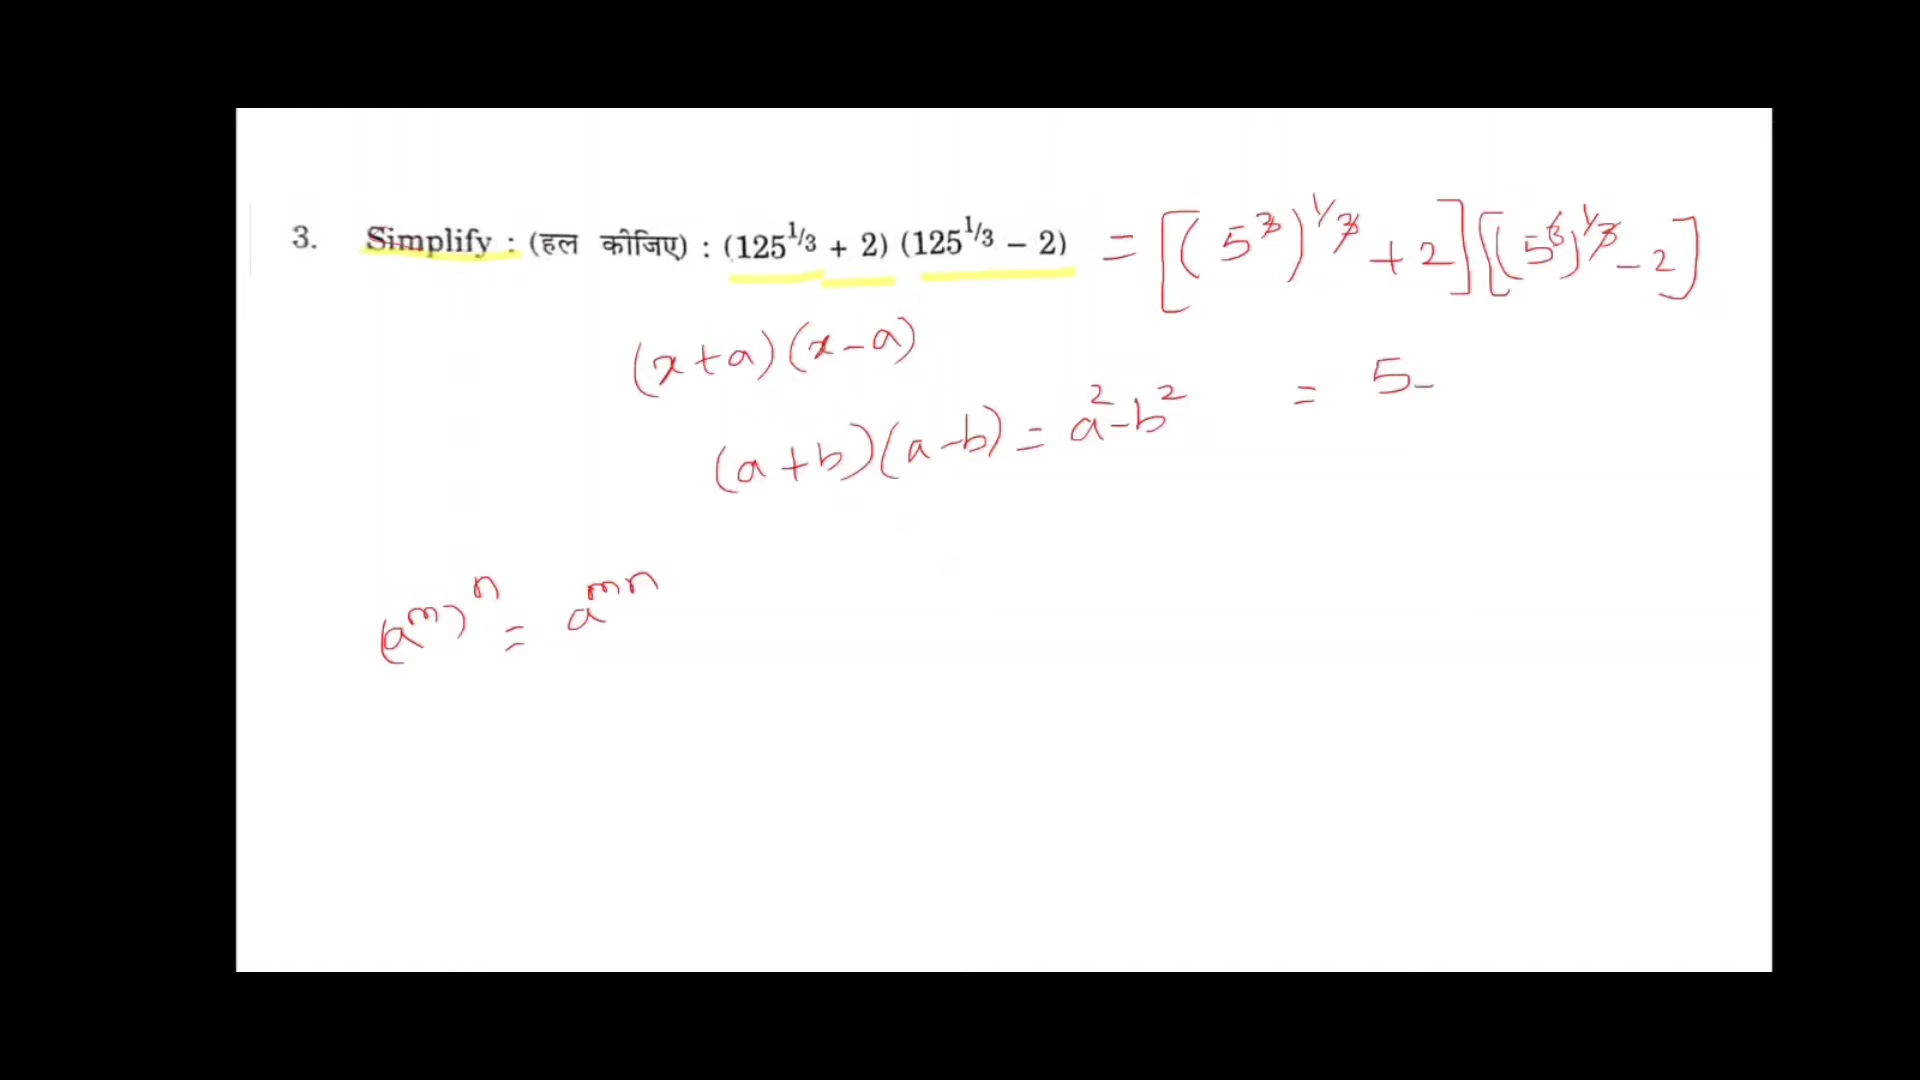 3. Simplify : (हल कीजिए) : (125^1/3 + 2) (125^1/3 – 2) = [(5^3)^1/3 + 2] [(5^3)^1/3 - 2]
(x+a)(x-a)
= 5-
(a+b)(a-b) = a^2-b^2
(a^m)^n = a^mn